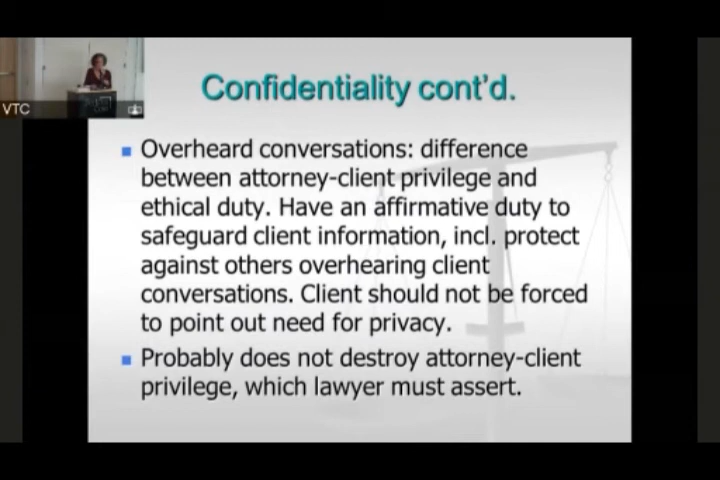 VTC
Confidentiality cont'd.
Overheard conversations: difference
between attorney-client privilege and
ethical duty. Have an affirmative duty to
safeguard client information, incl. protect
against others overhearing client
conversations. Client should not be forced
to point out need for privacy.
Probably does not destroy attorney-client
privilege, which lawyer must assert.